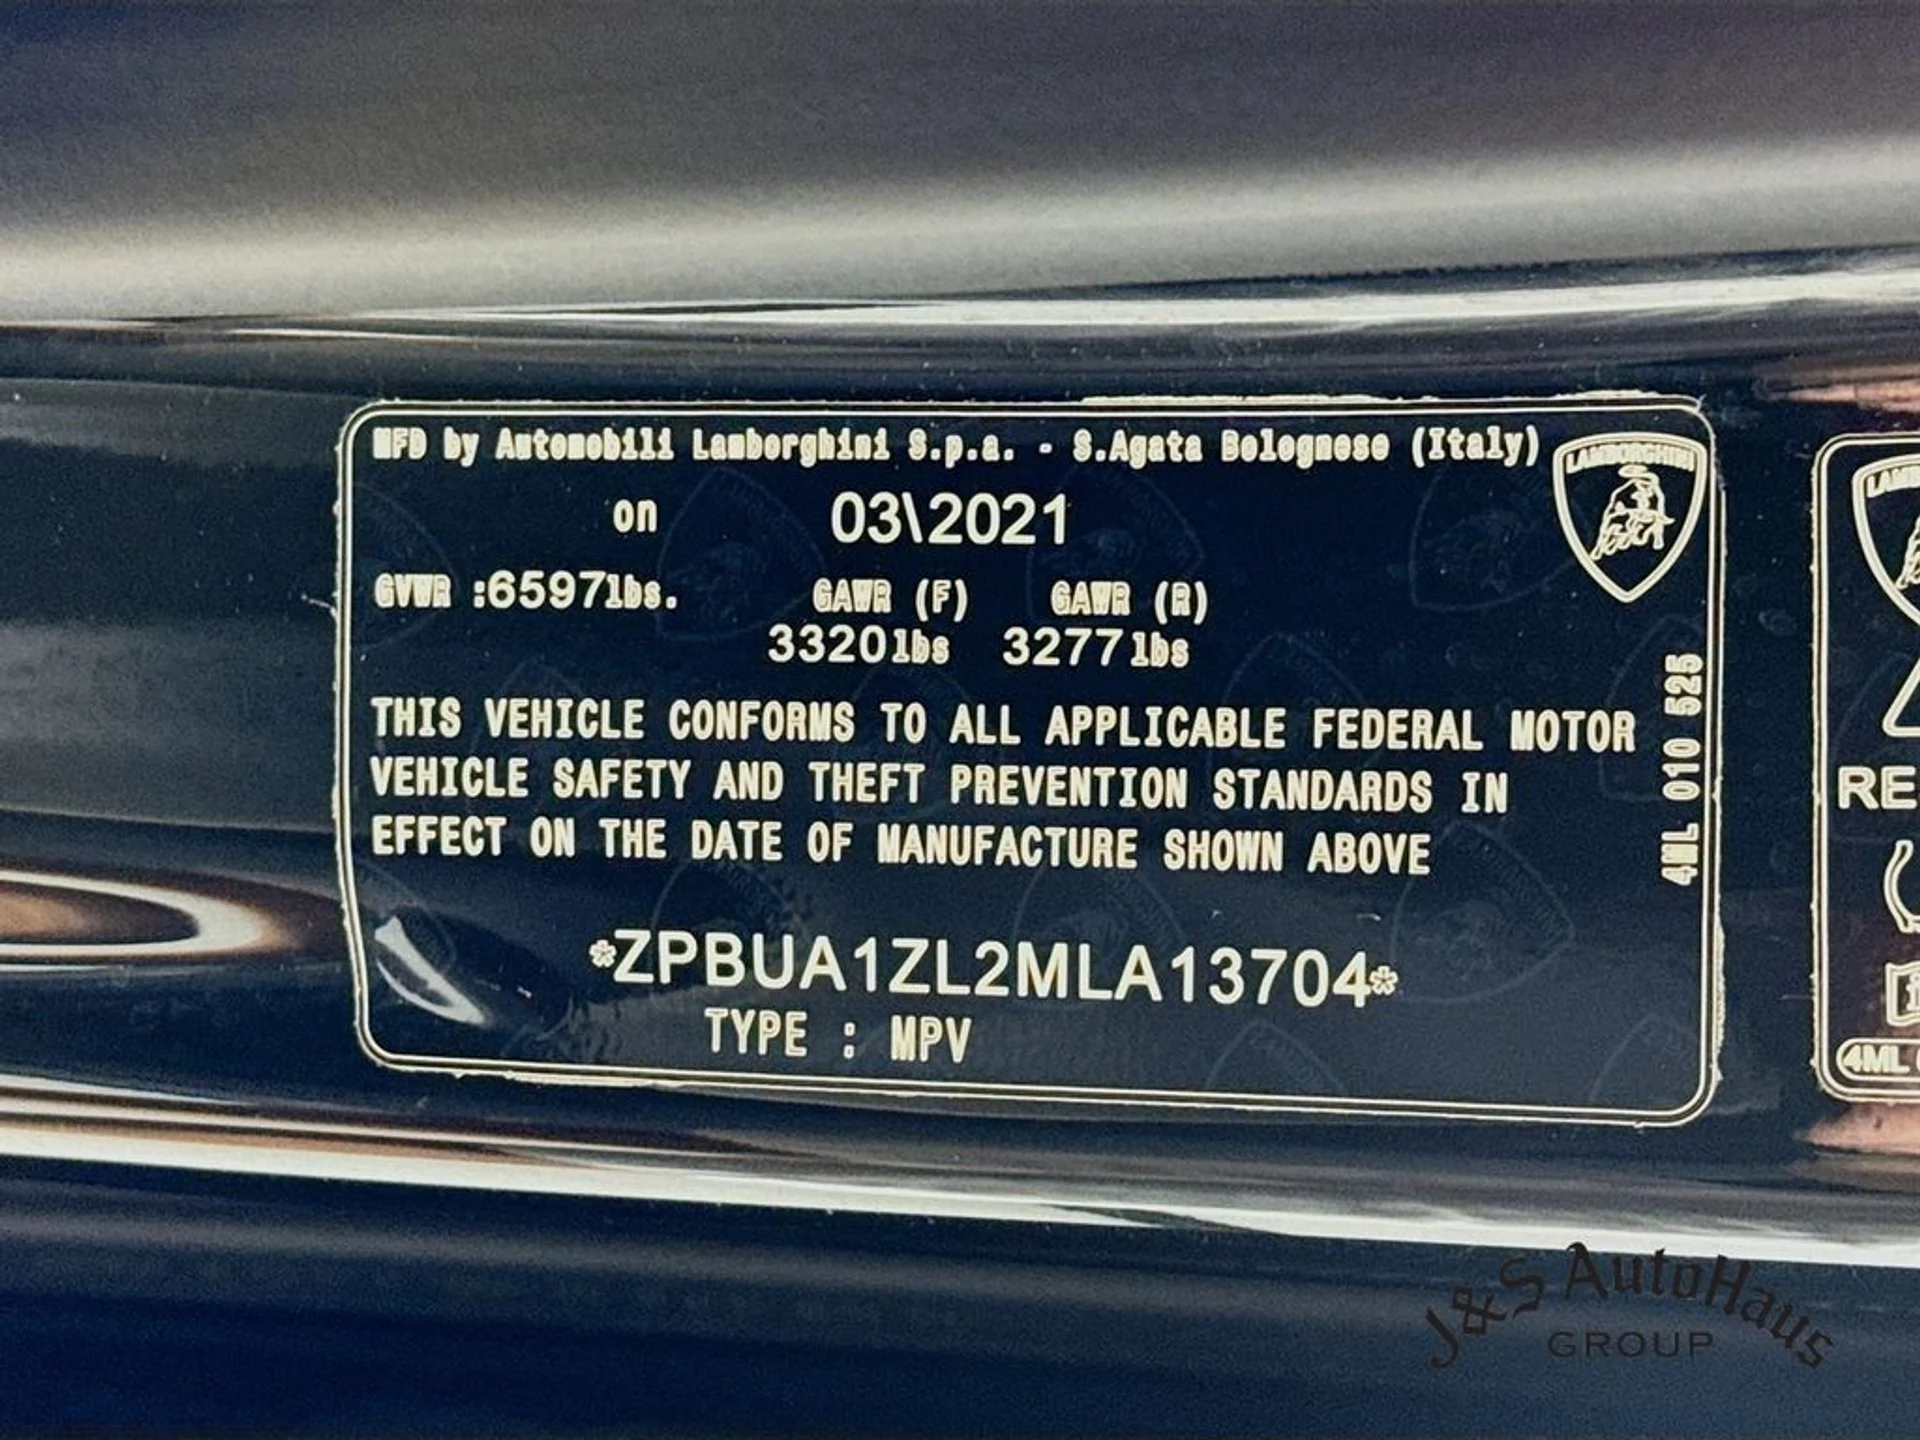 MFD by Automobili Lamborghini S.p.a. - S.Agata Bolognese (Italy)
LAMBORGHINI
on 03\2021
GVWR :6597lbs. GAWR (F) GAWR (R)
3320lbs 3277lbs
THIS VEHICLE CONFORMS TO ALL APPLICABLE FEDERAL MOTOR
VEHICLE SAFETY AND THEFT PREVENTION STANDARDS IN
EFFECT ON THE DATE OF MANUFACTURE SHOWN ABOVE
4ML 010 525
*ZPBUA1ZL2MLA13704*
TYPE : MPV
LAMB
RE
4ML
J&S AutoHaus
GROUP